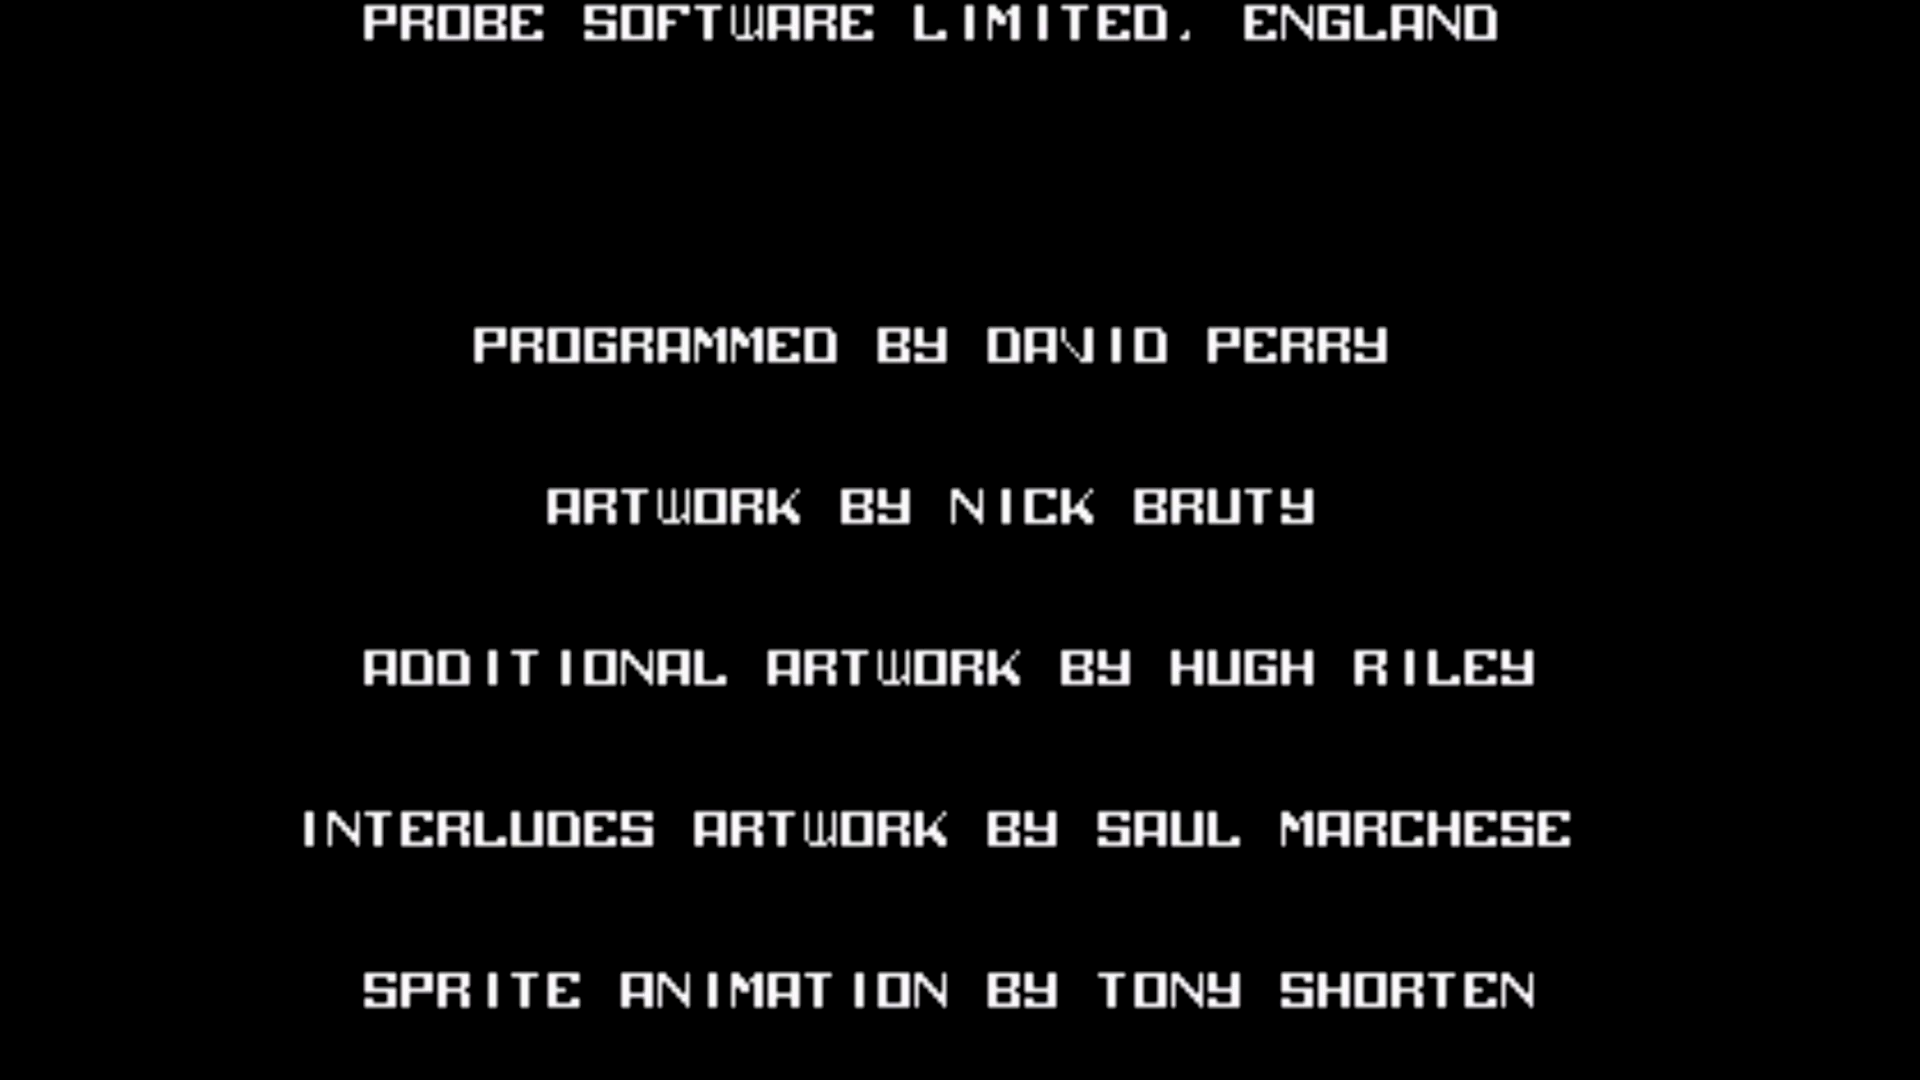 PROBE SOFTWARE LIMITED, ENGLAND
PROGRAMMED BY DAVID PERRY
ARTWORK BY NICK BRUTY
ADDITIONAL ARTWORK BY HUGH RILEY
INTERLUDES ARTWORK BY SAUL MARCHESE
SPRITE ANIMATION BY TONY SHORTEN